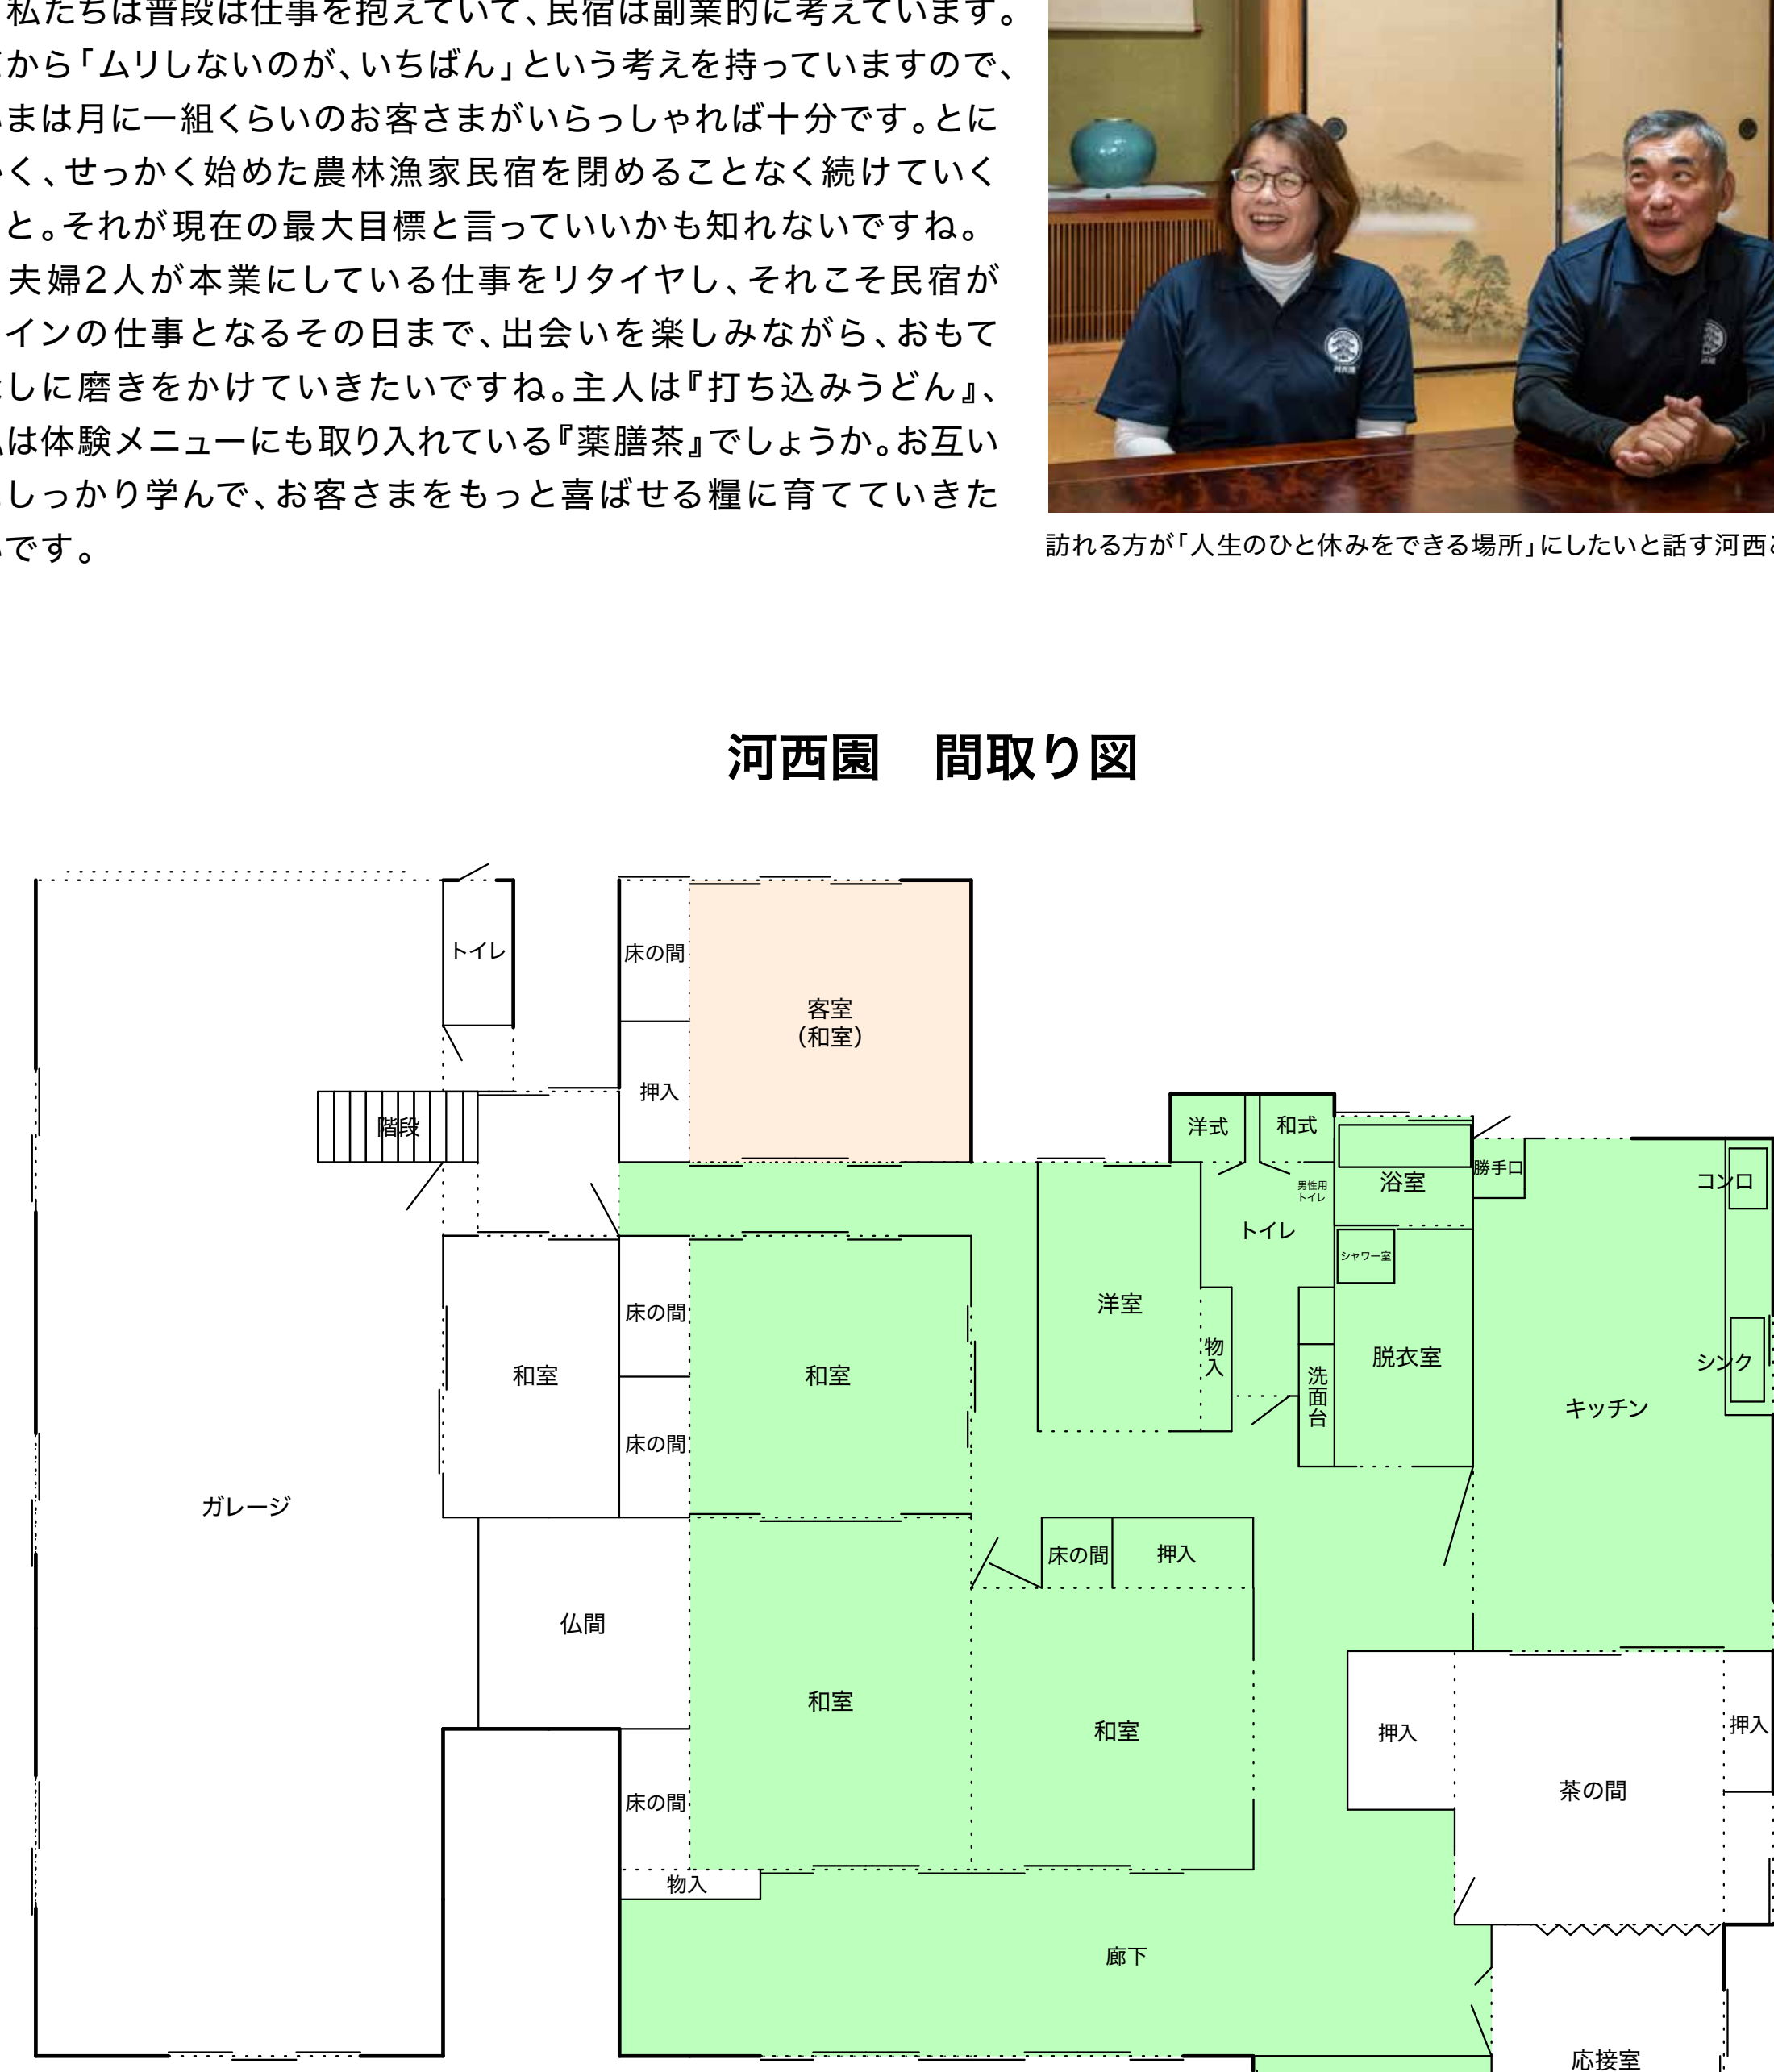 私たちは普段は仕事を抱えていて、民宿は副業的に考えています。
から「ムリしないのが、いちばん」という考えを持っていますので、
まは月に一組くらいのお客さまがいらっしゃれば十分です。とに
く、せっかく始めた農林漁家民宿を閉めることなく続けていく
と。それが現在の最大目標と言っていいかも知れないですね。
夫婦2人が本業にしている仕事をリタイヤし、それこそ民宿が
インの仕事となるその日まで、出会いを楽しみながら、おもて
しに磨きをかけていきたいですね。主人は『打ち込みうどん』、
は体験メニューにも取り入れている『薬膳茶』でしょうか。お互い
しっかり学んで、お客さまをもっと喜ばせる糧に育てていきた
です。
訪れる方が「人生のひと休みをできる場所」にしたいと話す河西
河西園　間取り図
トイレ
床の間
客室
（和室）
押入
階段
洋式
和式
男性用
トイレ
トイレ
浴室
勝手口
コンロ
シャワー室
洋室
物入
洗面台
脱衣室
シンク
キッチン
和室
床の間
床の間
和室
ガレージ
床の間
押入
仏間
和室
和室
押入
茶の間
押入
床の間
物入
廊下
応接室